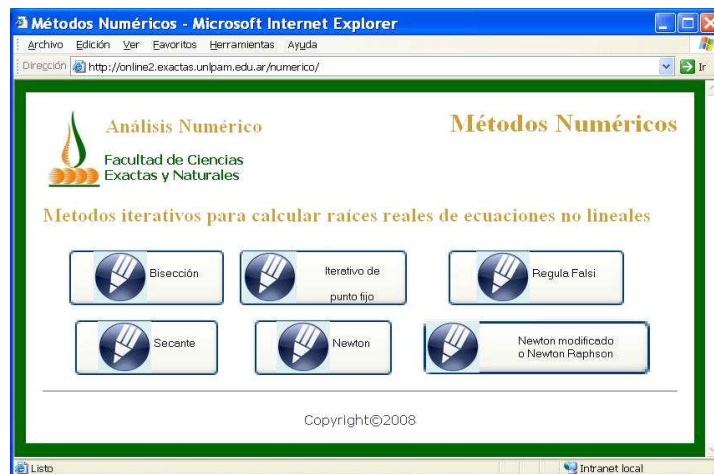 Métodos Numéricos - Microsoft Internet Explorer
Archivo Edición Ver Favoritos Herramientas Ayuda
Dirección http://online2.exactas.unlpam.edu.ar/numerico/ Ir
Análisis Numérico
Métodos Numéricos
Facultad de Ciencias
Exactas y Naturales
Metodos iterativos para calcular raíces reales de ecuaciones no lineales
Bisección
Iterativo de
punto fijo
Regula Falsi
Secante
Newton
Newton modificado
o Newton Raphson
Copyright©2008
Listo Intranet local